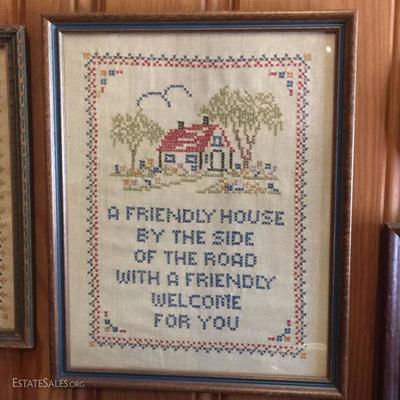 A FRIENDLY HOUSE
BY THE SIDE
OF THE ROAD
WITH A FRIENDLY
WELCOME
FOR YOU
ESTATESALES.ORG